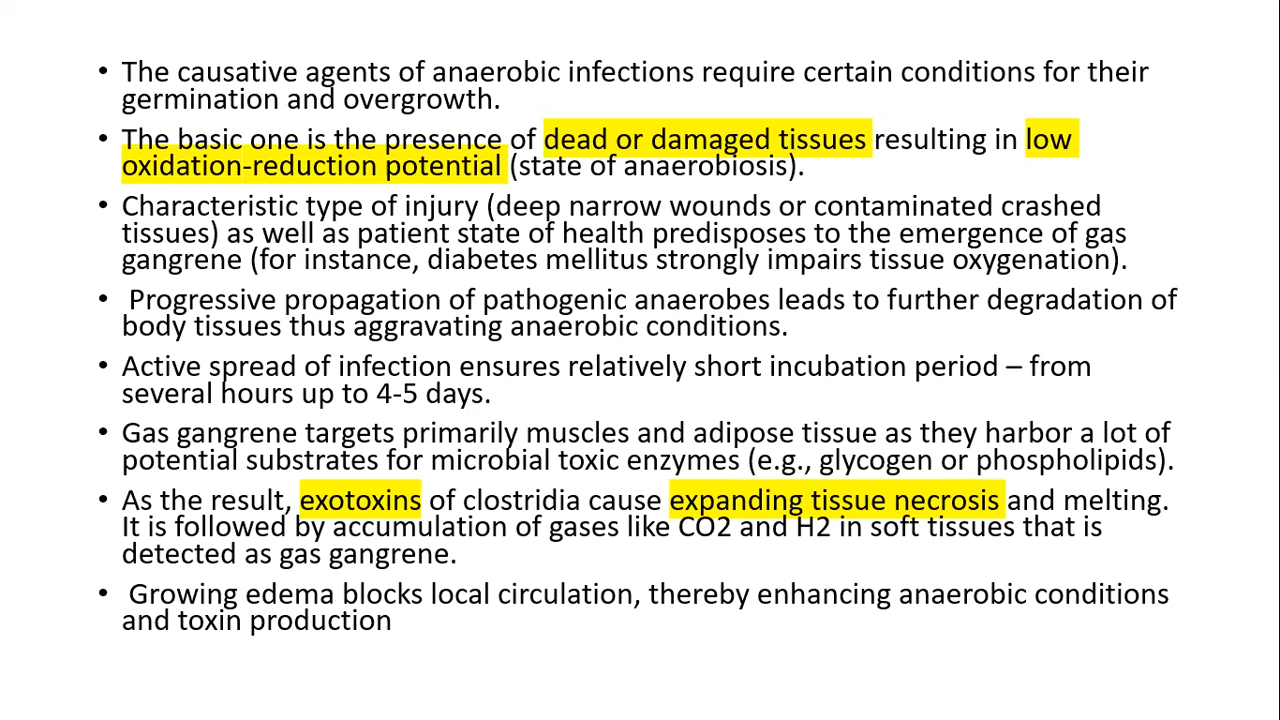 • The causative agents of anaerobic infections require certain conditions for their
germination and overgrowth.
• The basic one is the presence of dead or damaged tissues resulting in low
oxidation-reduction potential (state of anaerobiosis).
• Characteristic type of injury (deep narrow wounds or contaminated crashed
tissues) as well as patient state of health predisposes to the emergence of gas
gangrene (for instance, diabetes mellitus strongly impairs tissue oxygenation).
• Progressive propagation of pathogenic anaerobes leads to further degradation of
body tissues thus aggravating anaerobic conditions.
• Active spread of infection ensures relatively short incubation period – from
several hours up to 4-5 days.
• Gas gangrene targets primarily muscles and adipose tissue as they harbor a lot of
potential substrates for microbial toxic enzymes (e.g., glycogen or phospholipids).
• As the result, exotoxins of clostridia cause expanding tissue necrosis and melting.
It is followed by accumulation of gases like CO2 and H2 in soft tissues that is
detected as gas gangrene.
• Growing edema blocks local circulation, thereby enhancing anaerobic conditions
and toxin production